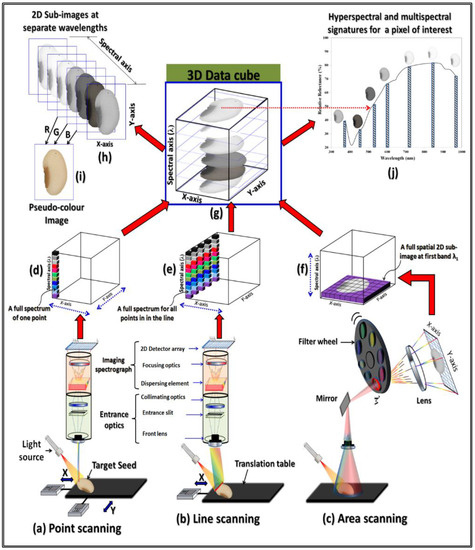 2D Sub-images at
separate wavelengths
Spectral axis
Y-axis
X-axis
R
G
B
(h)
(i)
Pseudo-colour
Image
3D Data cube
Spectral axis (λ)
X-axis
Y-axis
(g)
Hyperspectral and multispectral
signatures for a pixel of interest
Relative Reflectance (%)
Wavelength (nm)
(j)
(d)
Spectral axis (λ)
X-axis
Y-axis
A full spectrum
of one point
(e)
Spectral axis (λ)
X-axis
Y-axis
A full spectrum for all
points in in the line
(f)
Spectral axis (λ)
X-axis
Y-axis
A full spatial 2D sub-
image at first band λ1
Imaging
spectrograph
2D Detector array
Focusing optics
Dispersing element
Entrance
optics
Collimating optics
Entrance slit
Front lens
Filter wheel
Mirror
λ1
X-axis
Y-axis
Lens
Light
source
Target Seed
X
Y
X
Translation table
(a) Point scanning
(b) Line scanning
(c) Area scanning